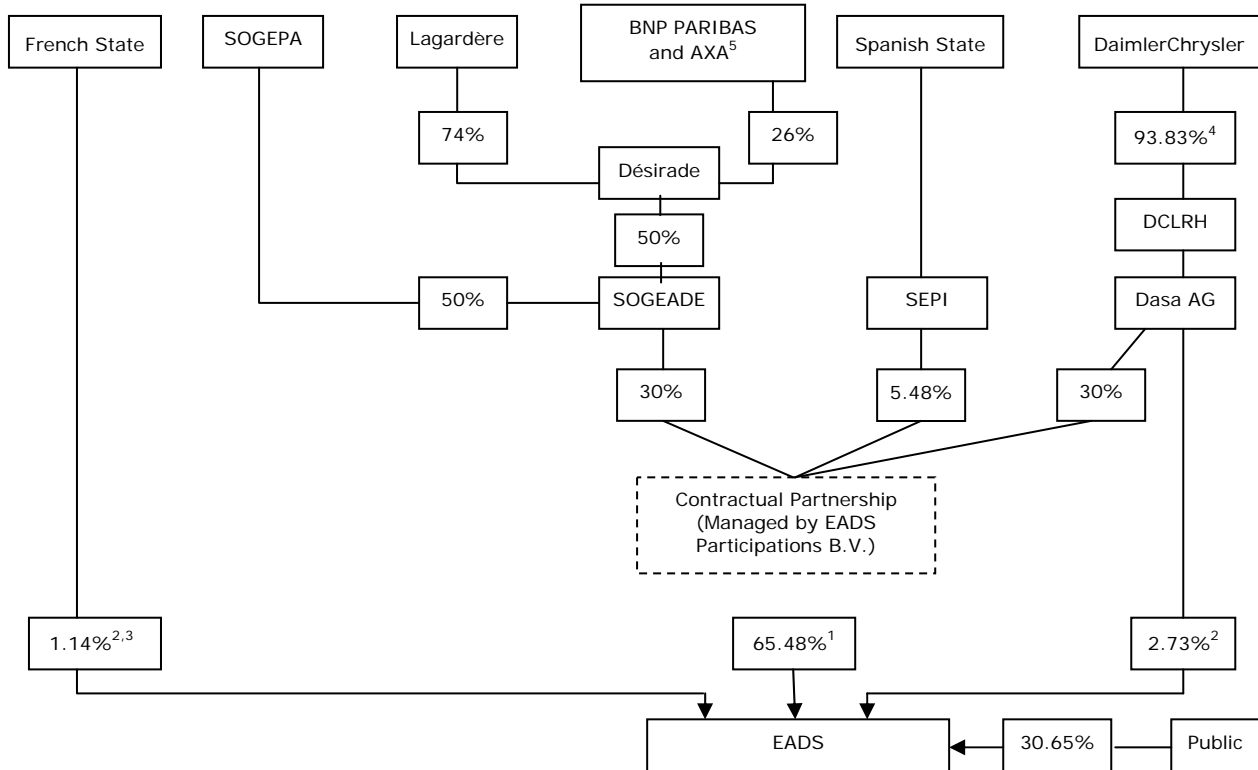 French State
SOGEPA
Lagardère
BNP PARIBAS
and AXA5
Spanish State
DaimlerChrysler
74%
26%
93.83%4
Désirade
DCLRH
50%
50%
SOGEADE
SEPI
Dasa AG
30%
5.48%
30%
Contractual Partnership
(Managed by EADS
Participations B.V.)
1.14%2,3
65.48%1
2.73%2
EADS
30.65%
Public